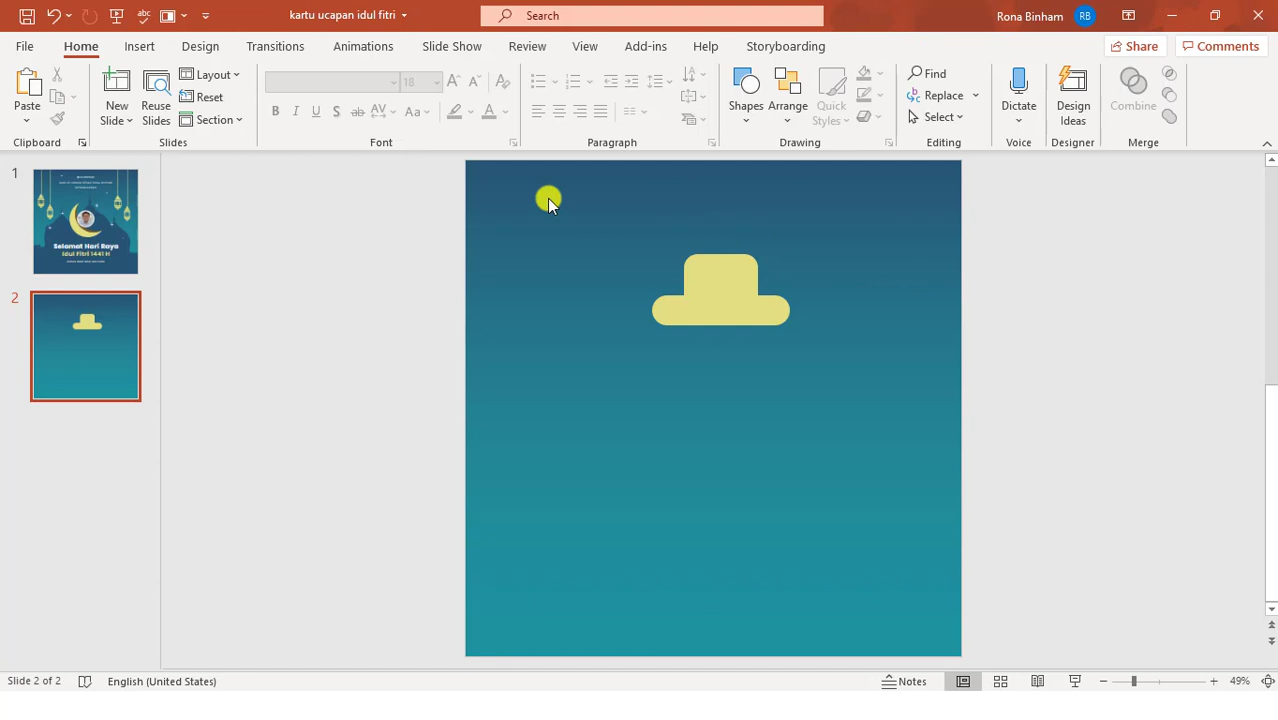 kartu ucapan idul fitri
Search
Rona Binham RB
File Home Insert Design Transitions Animations Slide Show Review View Add-ins Help Storyboarding Share Comments
Paste
New Slide
Reuse Slides
Layout
Reset
Section
18
B I U S ab AV Aa A
Shapes
Arrange
Quick Styles
Find
Replace
Select
Dictate
Design Ideas
Combine
Clipboard Slides Font Paragraph Drawing Editing Voice Designer Merge
1
Selamat Hari Raya
Idul Fitri 1441 H
2
Slide 2 of 2 English (United States) Notes 49%